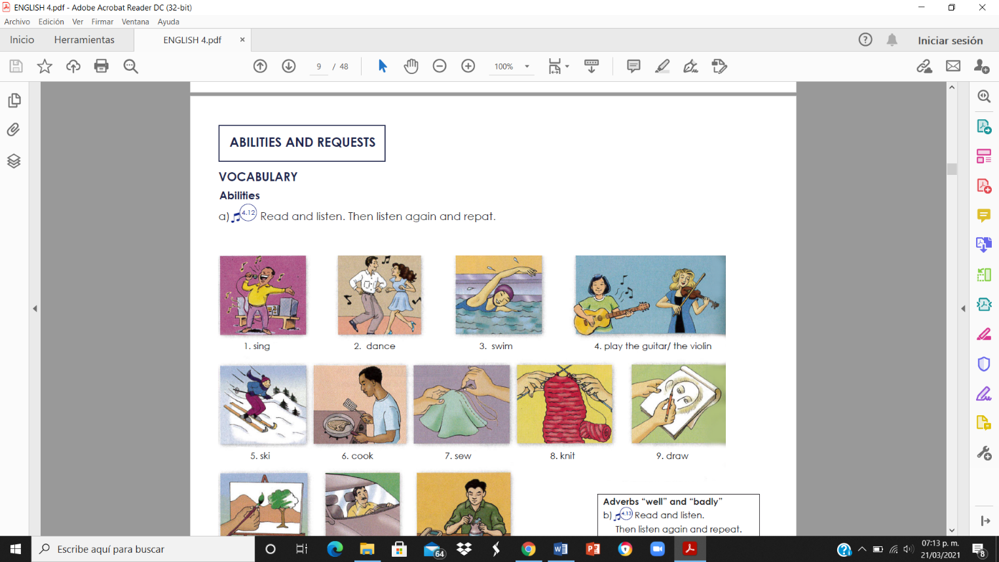 ENGLISH 4.pdf - Adobe Acrobat Reader DC (32-bit)
Archivo Edición Ver Firmar Ventana Ayuda
Inicio Herramientas ENGLISH 4.pdf × Iniciar sesión
9 / 48 100%
ABILITIES AND REQUESTS
VOCABULARY
Abilities
a) 4.12 Read and listen. Then listen again and repat.
1. sing 2. dance 3. swim 4. play the guitar/ the violin
5. ski 6. cook 7. sew 8. knit 9. draw
Adverbs “well” and “badly”
b) 4.13 Read and listen.
Then listen again and repeat.
Escribe aquí para buscar 64 07:13 p. m.
21/03/2021 8